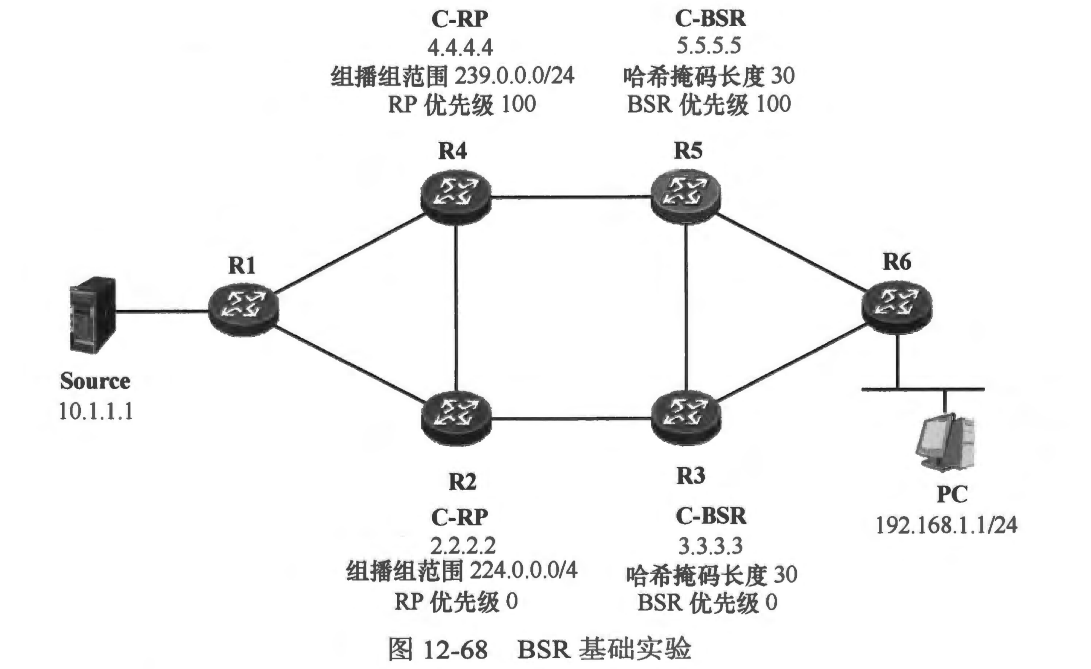 C-RP
4.4.4.4
组播组范围 239.0.0.0/24
RP 优先级 100
C-BSR
5.5.5.5
哈希掩码长度 30
BSR 优先级 100
R4
R5
R1
R6
Source
10.1.1.1
R2
C-RP
2.2.2.2
组播组范围 224.0.0.0/4
RP 优先级 0
R3
C-BSR
3.3.3.3
哈希掩码长度 30
BSR 优先级 0
PC
192.168.1.1/24
图 12-68 BSR 基础实验